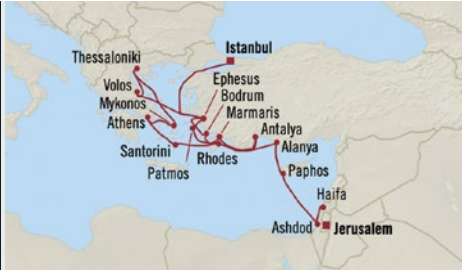 Istanbul
Thessaloniki
Ephesus
Volos
Bodrum
Mykonos
Marmaris
Athens
Antalya
Alanya
Santorini
Rhodes
Patmos
Paphos
Haifa
Ashdod
Jerusalem